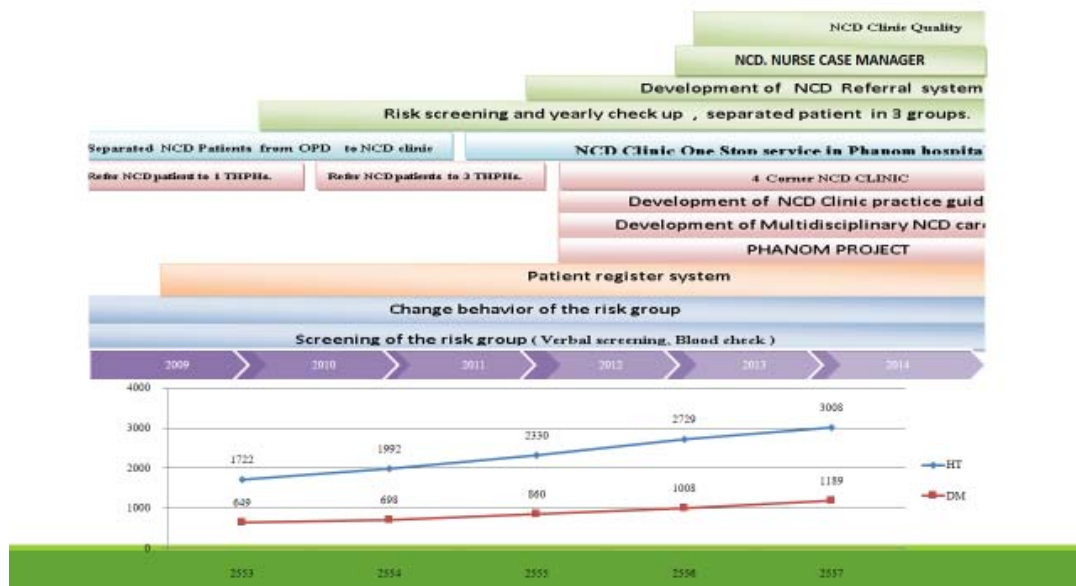 NCD Clinic Quality
NCD. NURSE CASE MANAGER
Development of NCD Referral system
Risk screening and yearly check up , separated patient in 3 groups.
Separated NCD Patients from OPD to NCD clinic
NCD Clinic One Stop service in Phanom hospita
Refer NCD patient to 1 THPHs.
Refer NCD patients to 3 THPHs.
4 Corner NCD CLINIC
Development of NCD Clinic practice guid
Development of Multidisciplinary NCD car
PHANOM PROJECT
Patient register system
Change behavior of the risk group
Screening of the risk group ( Verbal screening, Blood check )
2009 2010 2011 2012 2013 2014
4000
3000
2000
1000
0
1722 1992 2330 2729 3008
649 698 860 1008 1189
HT
DM
2553 2554 2555 2556 2557